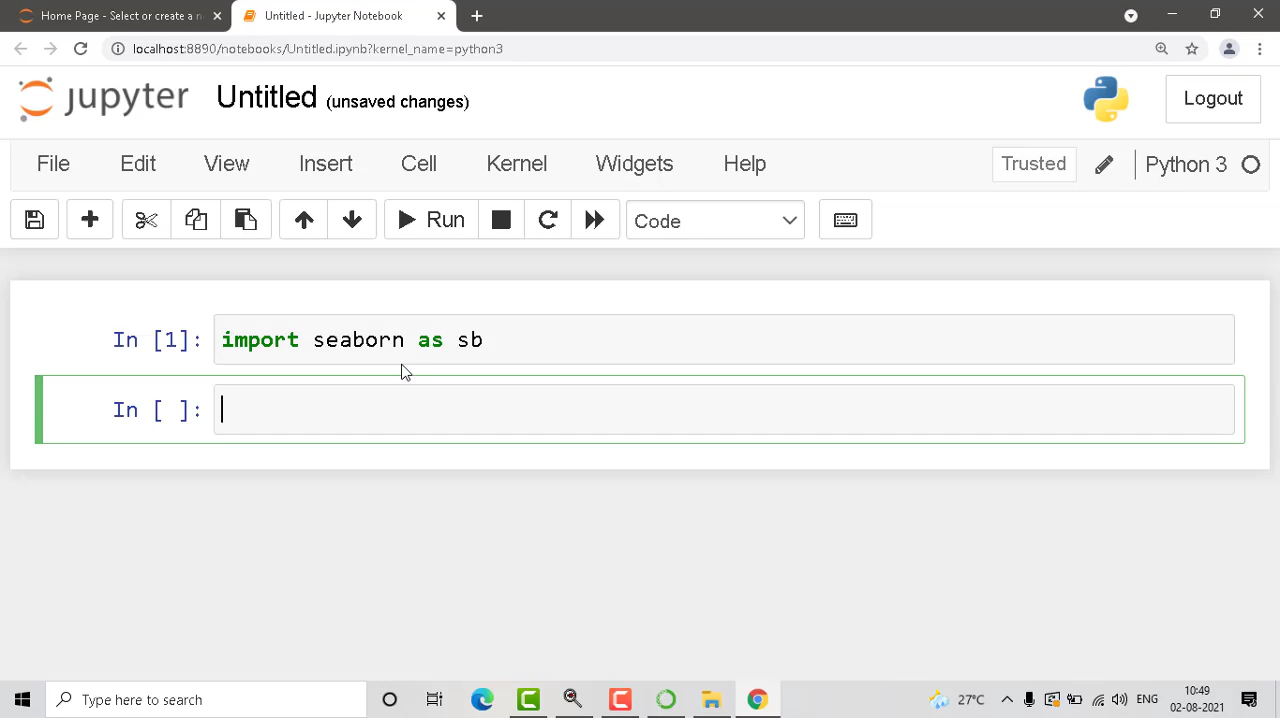 Home Page - Select or create a n
Untitled - Jupyter Notebook
localhost:8890/notebooks/Untitled.ipynb?kernel_name=python3
jupyter Untitled (unsaved changes)
Logout
File Edit View Insert Cell Kernel Widgets Help
Trusted
Python 3
Run
Code
In [1]: import seaborn as sb
In [ ]:
Type here to search
27°C
ENG
10:49
02-08-2021